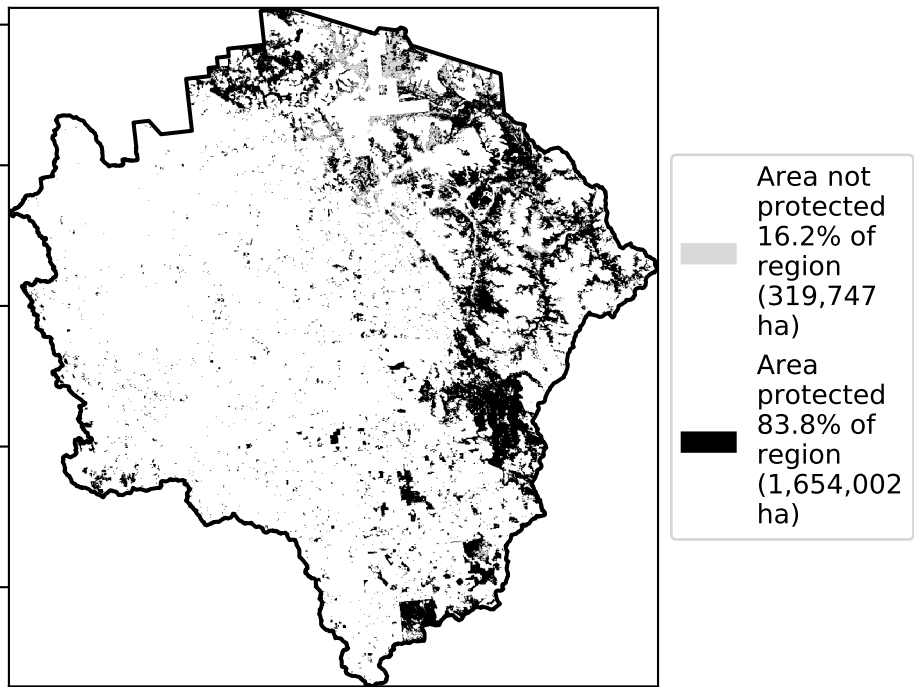 Area not
protected
16.2% of
region
(319,747
ha)
Area
protected
83.8% of
region
(1,654,002
ha)